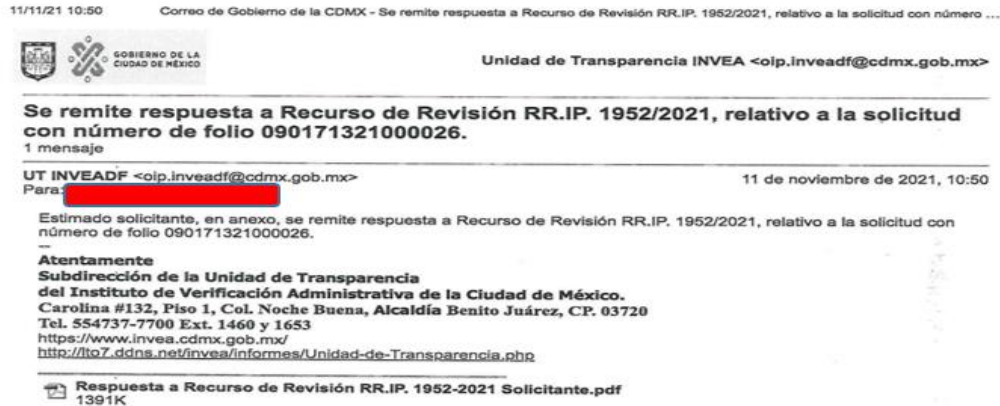 11/11/21 10:50 Correo de Gobierno de la CDMX - Se remite respuesta a Recurso de Revisión RR.IP. 1952/2021, relativo a la solicitud con número ...
GOBIERNO DE LA
CIUDAD DE MÉXICO
Unidad de Transparencia INVEA <oip.inveadf@cdmx.gob.mx>
Se remite respuesta a Recurso de Revisión RR.IP. 1952/2021, relativo a la solicitud
con número de folio 090171321000026.
1 mensaje
UT INVEADF <oip.inveadf@cdmx.gob.mx> 11 de noviembre de 2021, 10:50
Para:
Estimado solicitante, en anexo, se remite respuesta a Recurso de Revisión RR.IP. 1952/2021, relativo a la solicitud con
número de folio 090171321000026.
--
Atentamente
Subdirección de la Unidad de Transparencia
del Instituto de Verificación Administrativa de la Ciudad de México.
Carolina #132, Piso 1, Col. Noche Buena, Alcaldía Benito Juárez, CP. 03720
Tel. 554737-7700 Ext. 1460 y 1653
https://www.invea.cdmx.gob.mx/
http://lto7.ddns.net/invea/informes/Unidad-de-Transparencia.php
Respuesta a Recurso de Revisión RR.IP. 1952-2021 Solicitante.pdf
1391K